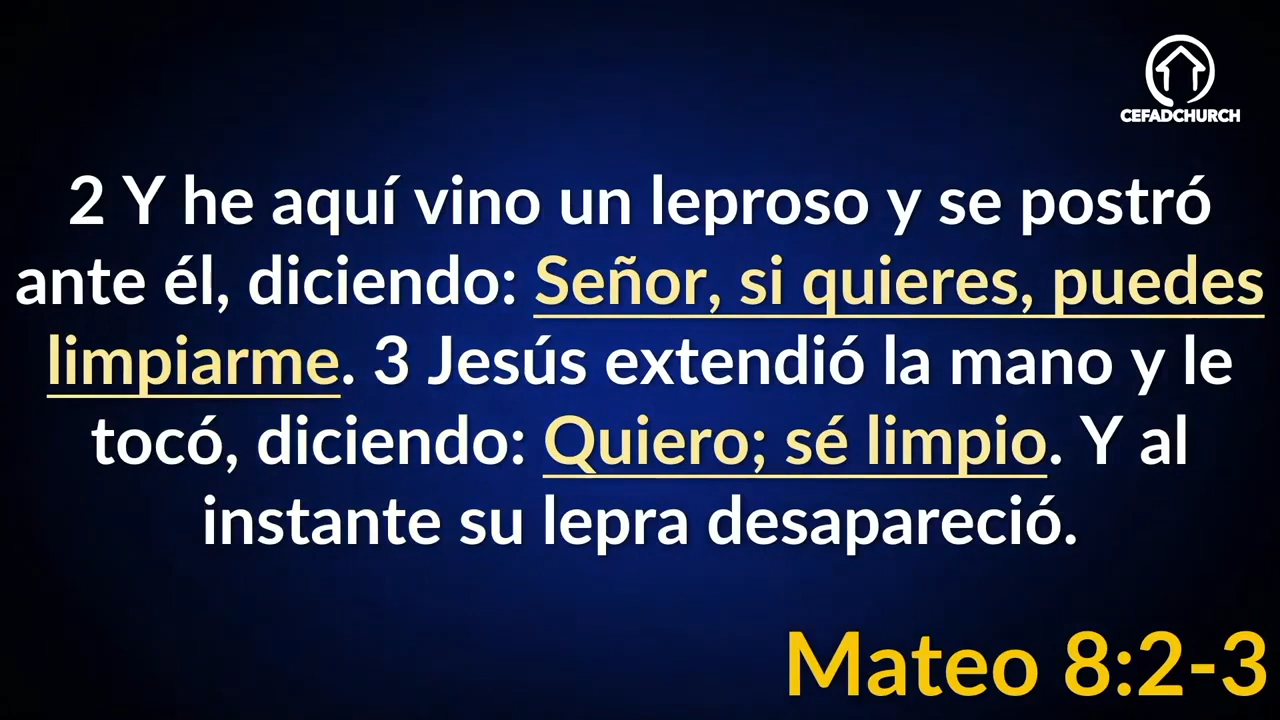 CEFADCHURCH
2 Y he aquí vino un leproso y se postró
ante él, diciendo: Señor, si quieres, puedes
limpiarme. 3 Jesús extendió la mano y le
tocó, diciendo: Quiero; sé limpio. Y al
instante su lepra desapareció.
Mateo 8:2-3